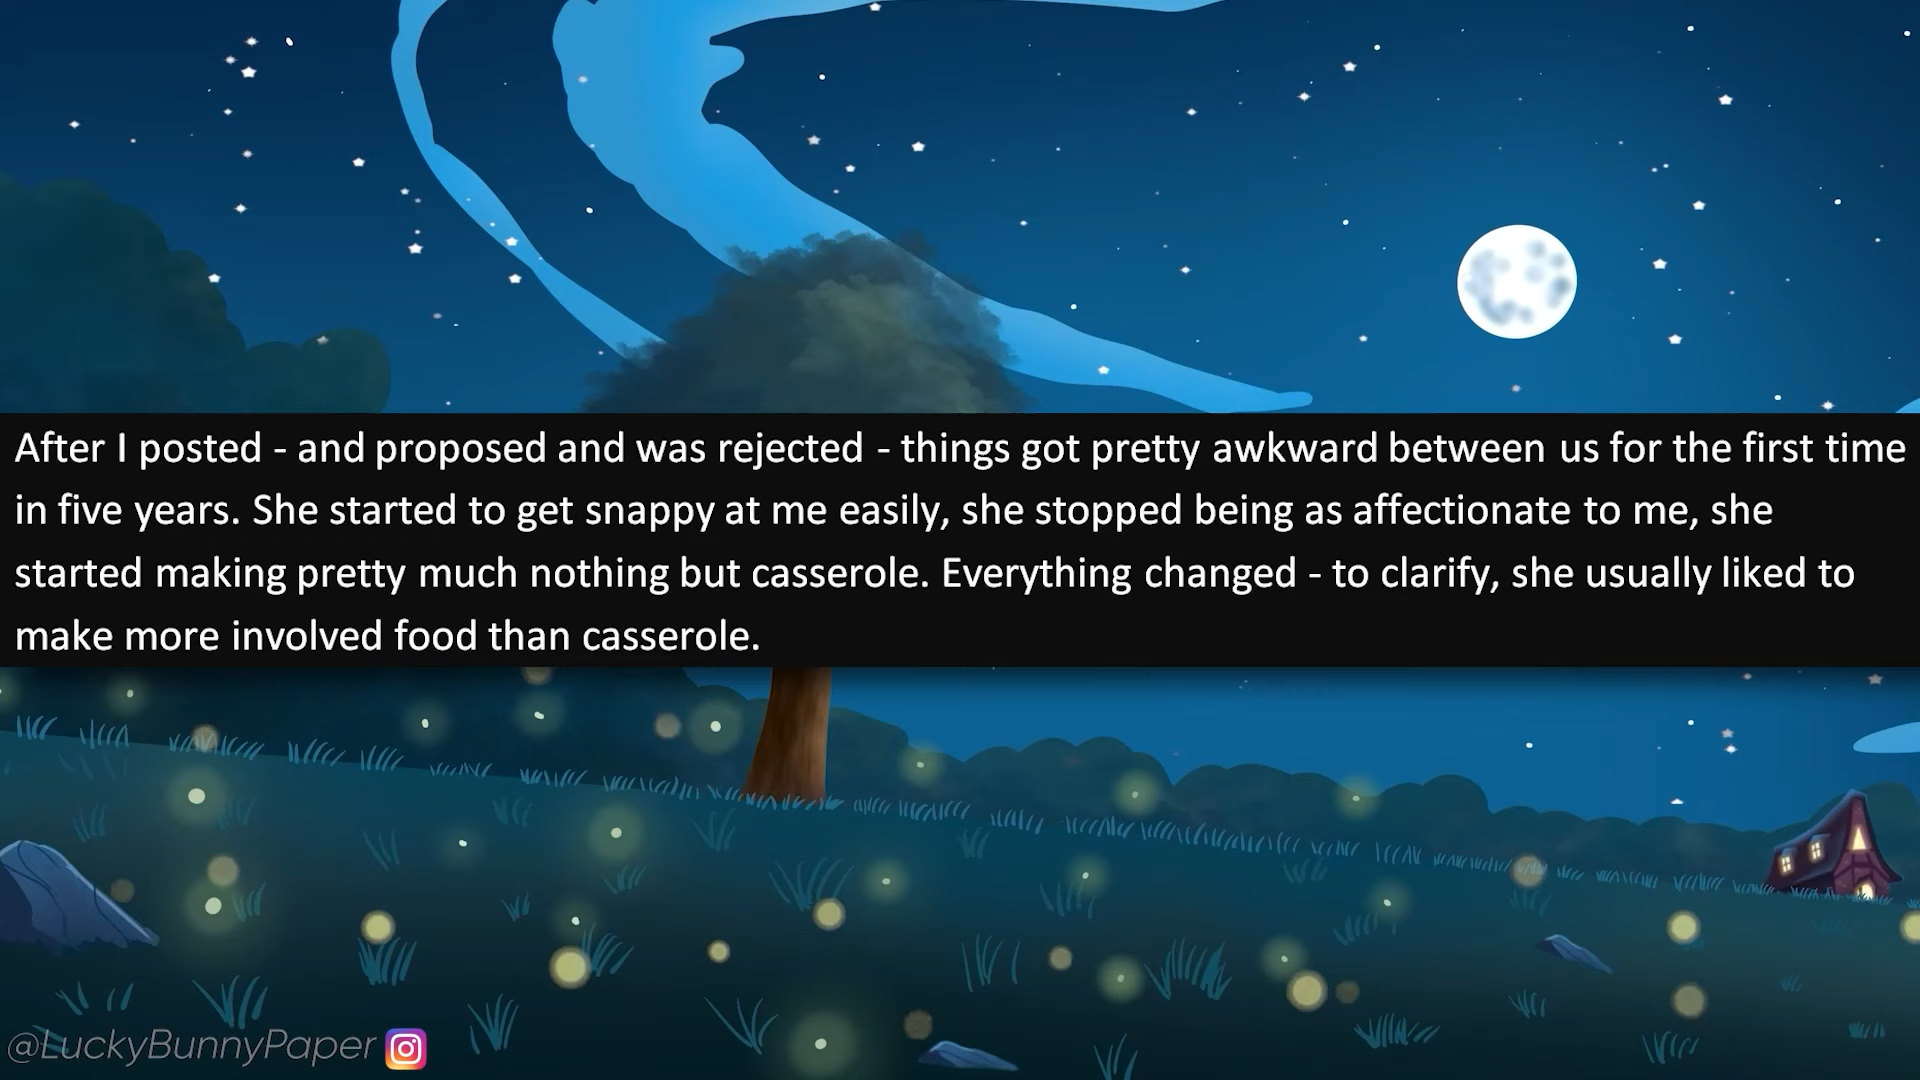 After I posted - and proposed and was rejected - things got pretty awkward between us for the first time
in five years. She started to get snappy at me easily, she stopped being as affectionate to me, she
started making pretty much nothing but casserole. Everything changed - to clarify, she usually liked to
make more involved food than casserole.
@LuckyBunnyPaper